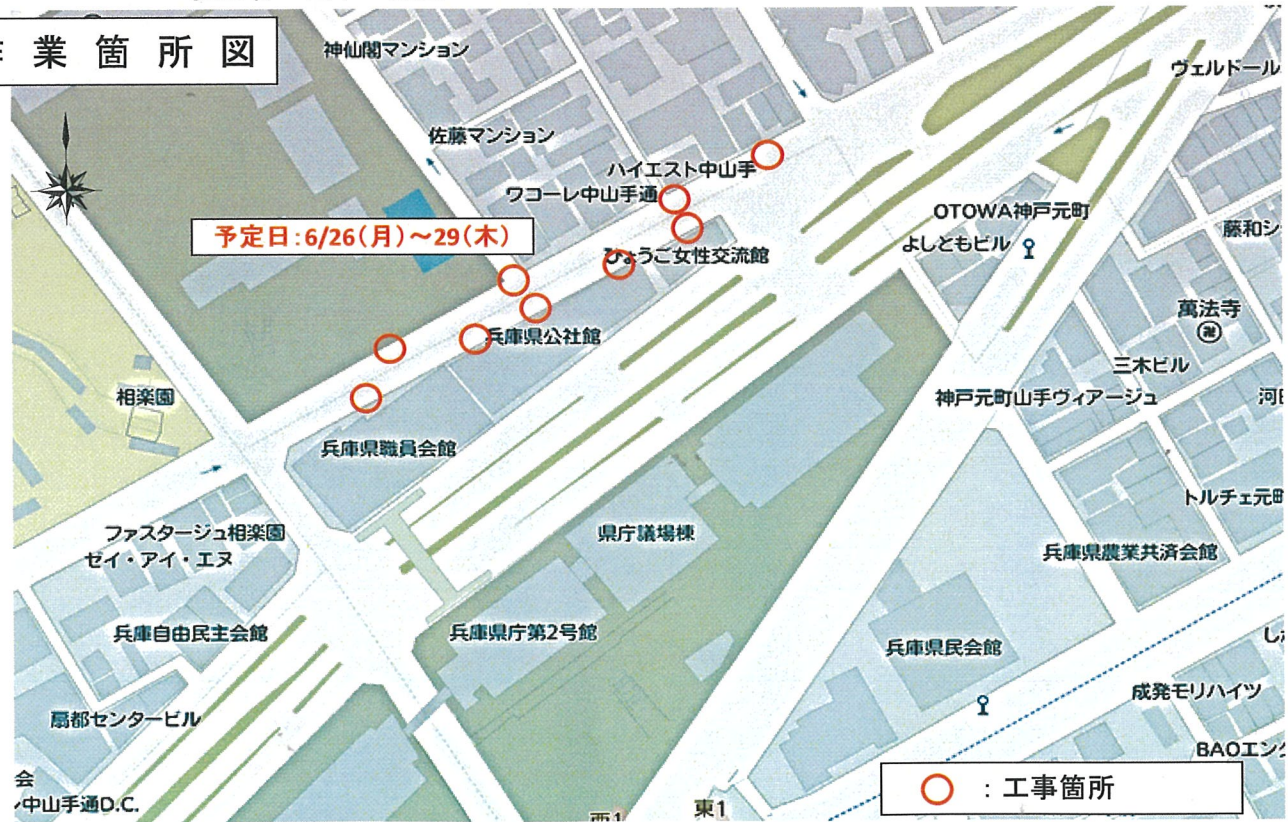 業箇所図
神仙閣マンション
ヴェルドール
佐藤マンション
ハイエスト中山手
ワコーレ中山手通
OTOWA神戸元町
予定日:6/26(月)~29(木)
よしともビル
藤和シ
ひょうご女性交流館
萬法寺
卍
兵庫県公社館
三木ビル
相楽園
神戸元町山手ヴィアージュ
兵庫県職員会館
トルチェ元町
ファスタージュ相楽園
県庁議場棟
ゼイ・アイ・エヌ
兵庫県農業共済会館
兵庫自由民主会館
兵庫県庁第2号館
兵庫県民会館
成発モリハイツ
扇都センタービル
BAOエン
会
中山手通D.C.
:工事箇所
西1
東1